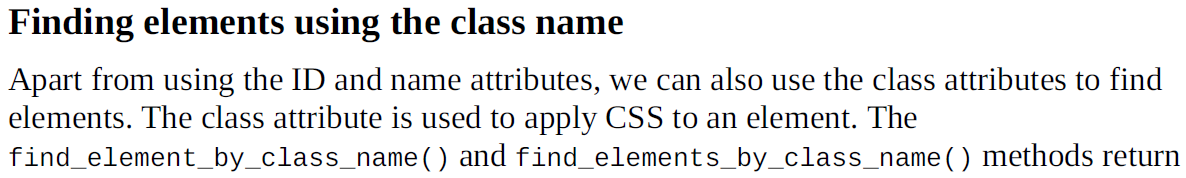 Finding elements using the class name
Apart from using the ID and name attributes, we can also use the class attributes to find
elements. The class attribute is used to apply CSS to an element. The
find_element_by_class_name() and find_elements_by_class_name() methods return